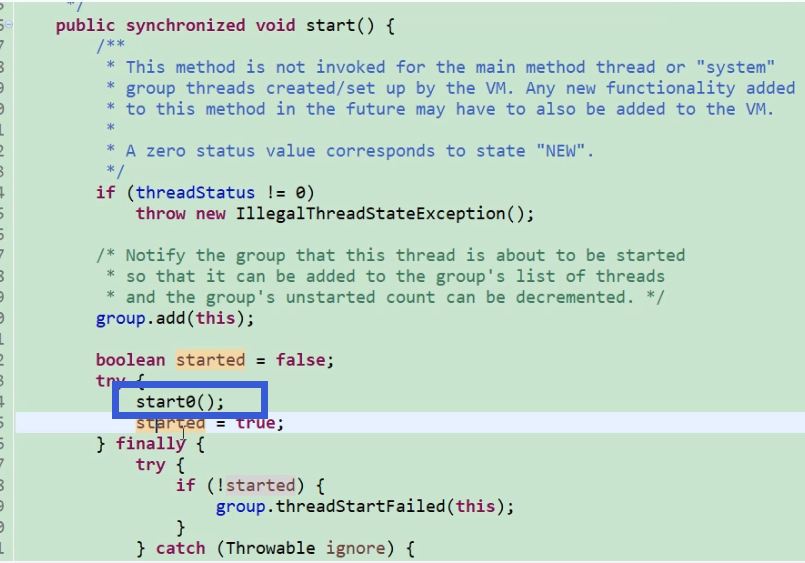 */
public synchronized void start() {
/**
* This method is not invoked for the main method thread or "system"
* group threads created/set up by the VM. Any new functionality added
* to this method in the future may have to also be added to the VM.
*
* A zero status value corresponds to state "NEW".
*/
if (threadStatus != 0)
throw new IllegalThreadStateException();
/* Notify the group that this thread is about to be started
* so that it can be added to the group's list of threads
* and the group's unstarted count can be decremented. */
group.add(this);
boolean started = false;
try {
start0();
started = true;
} finally {
try {
if (!started) {
group.threadStartFailed(this);
}
} catch (Throwable ignore) {